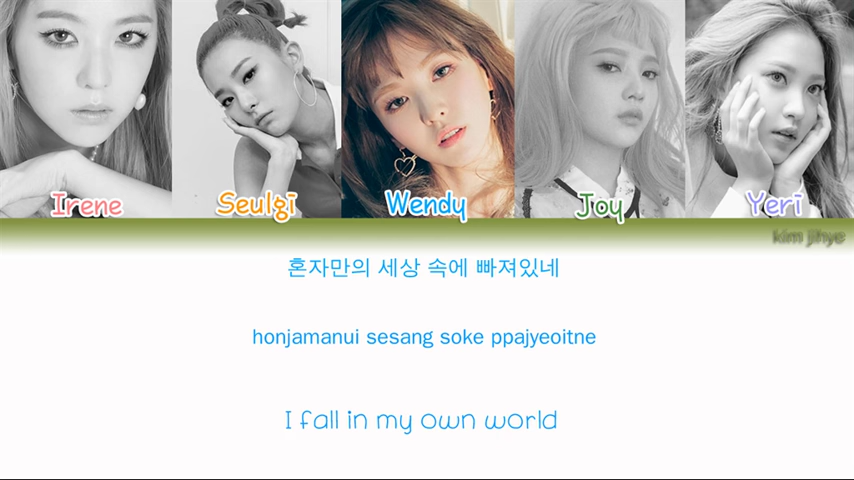 Irene Seulgi Wendy Joy Yeri
kim jihye
혼자만의 세상 속에 빠져있네
honjamanui sesang soke ppajyeoitne
I fall in my own world